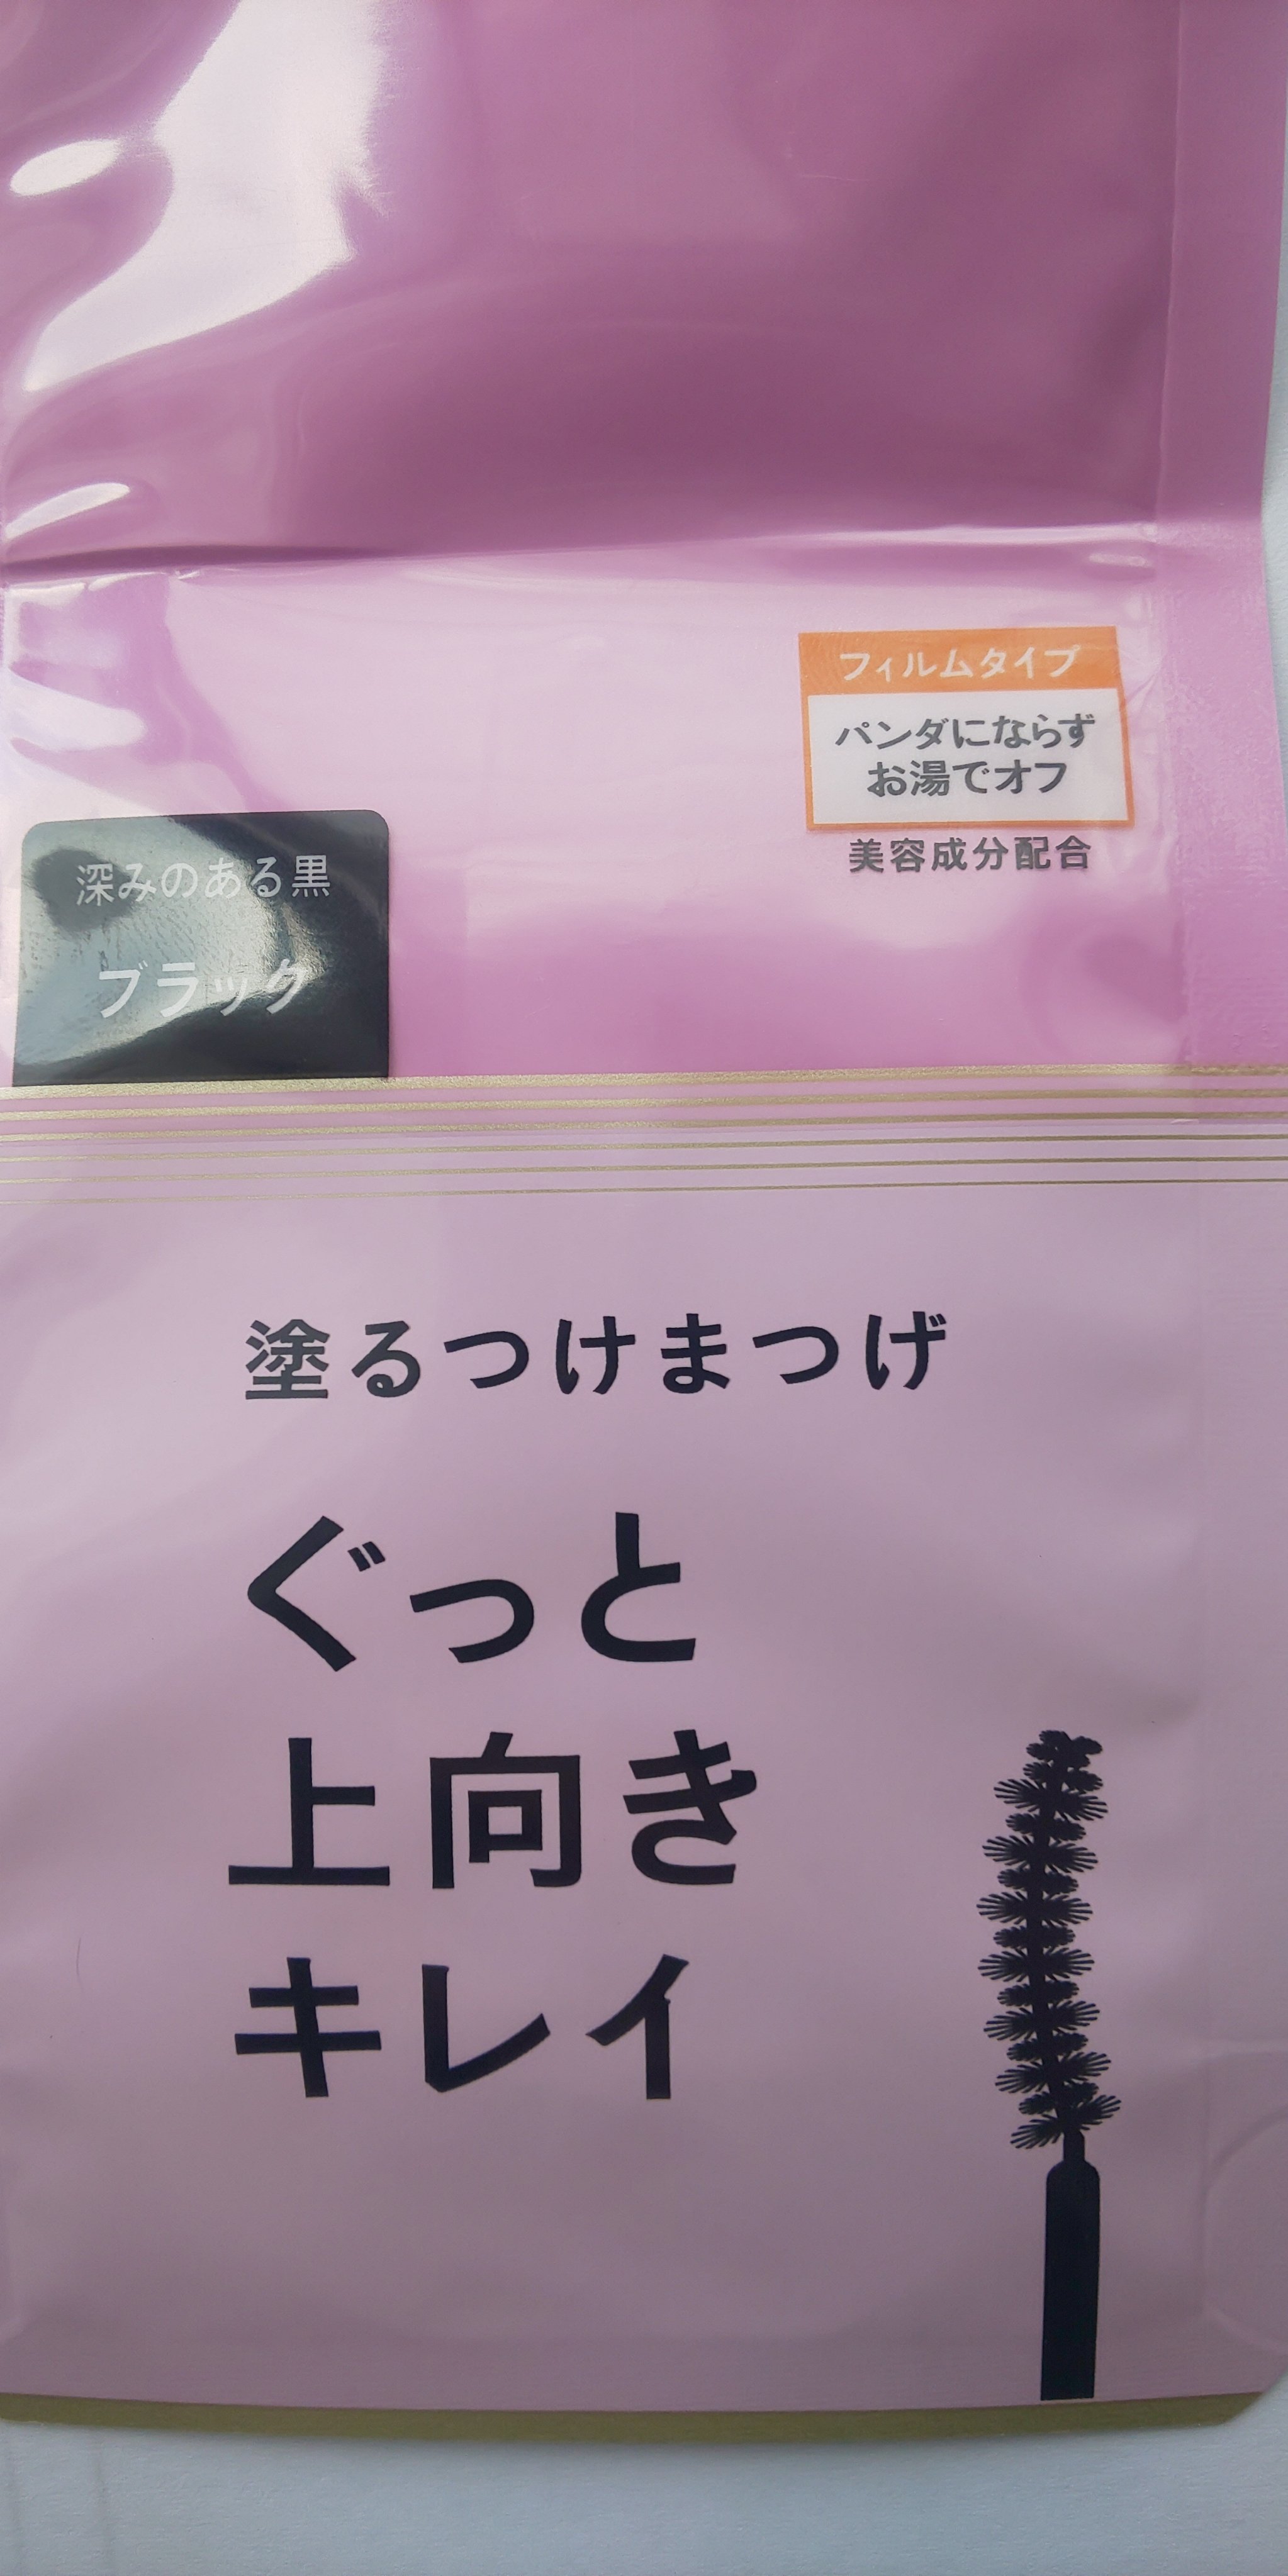 フィルムタイプ
パンダにならず
お湯でオフ
美容成分配合
深みのある黒
ブラック
塗るつけまつげ
ぐっと
上向き
キレイ